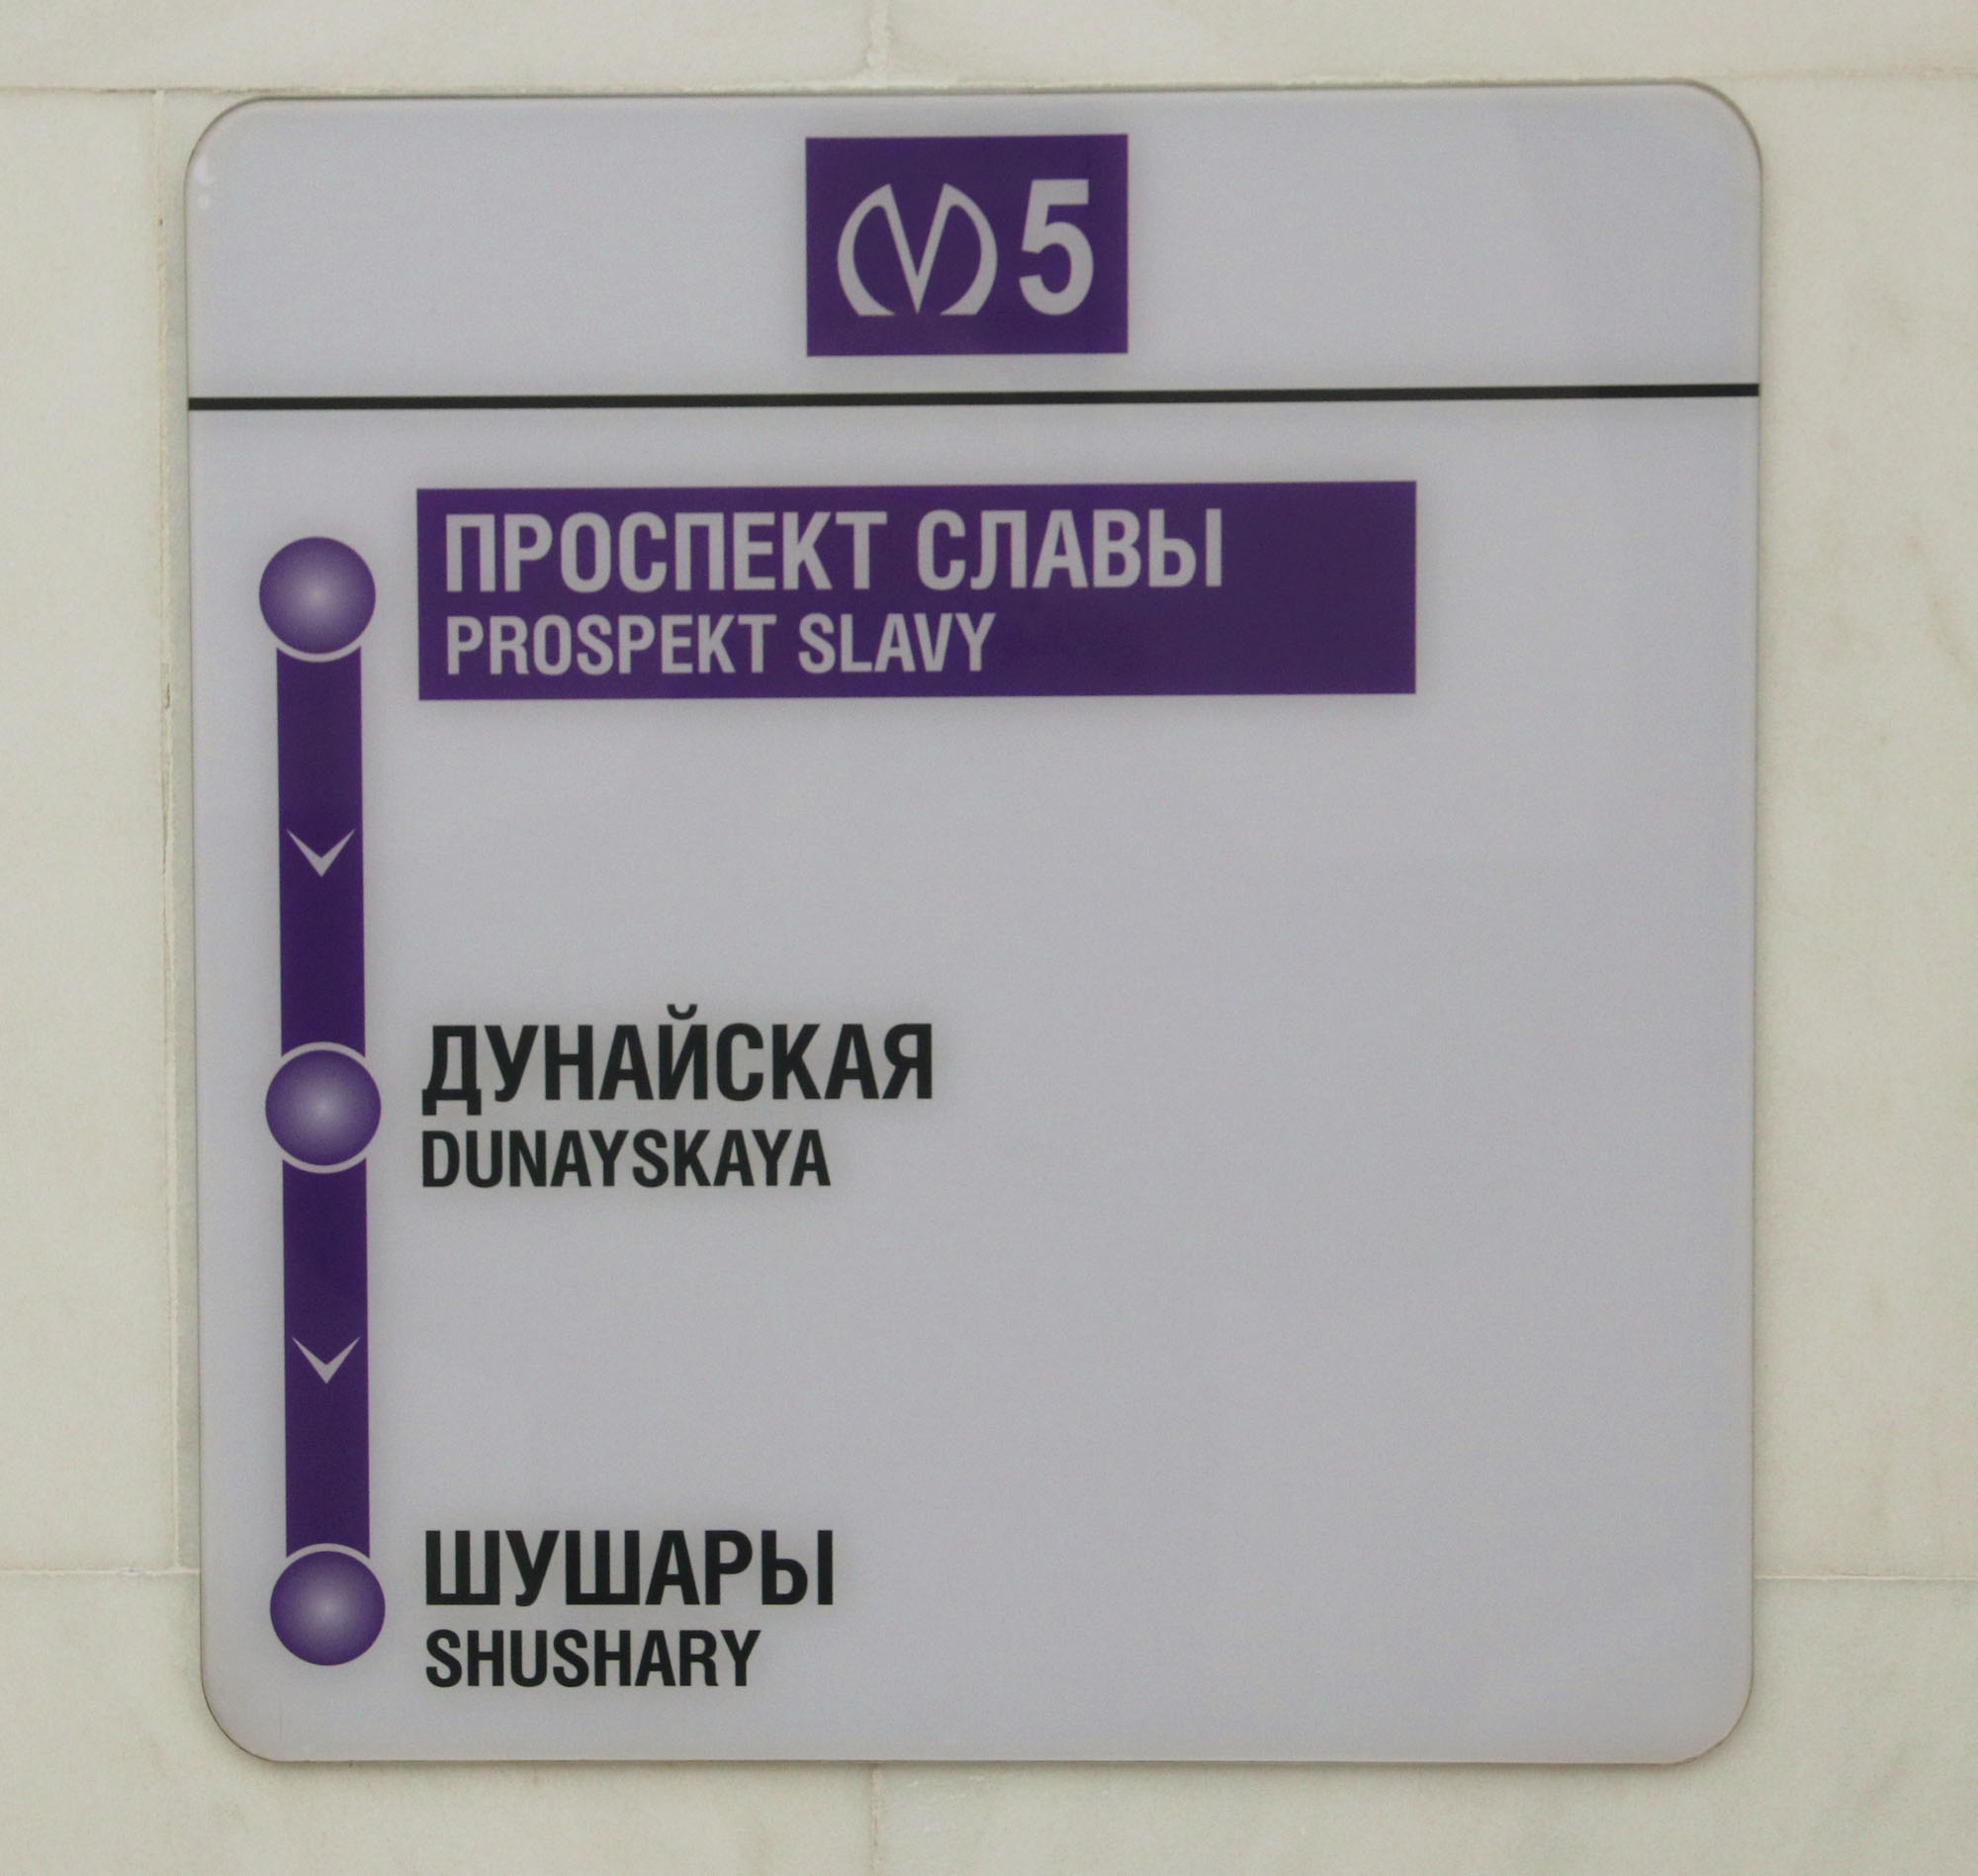 М 5
ПРОСПЕКТ СЛАВЫ
PROSPEKT SLAVY
ДУНАЙСКАЯ
DUNAYSKAYA
ШУШАРЫ
SHUSHARY